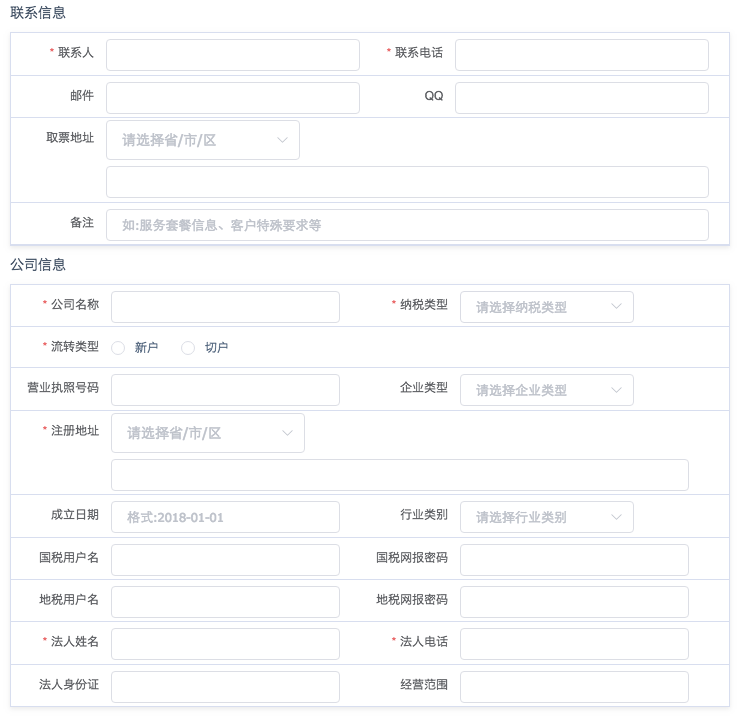 联系信息
* 联系人 * 联系电话
邮件 QQ
取票地址 请选择省/市/区
备注 如:服务套餐信息、客户特殊要求等
公司信息
* 公司名称 * 纳税类型 请选择纳税类型
* 流转类型 新户 切户
营业执照号码 企业类型 请选择企业类型
* 注册地址 请选择省/市/区
成立日期 格式:2018-01-01 行业类别 请选择行业类别
国税用户名 国税网报密码
地税用户名 地税网报密码
* 法人姓名 * 法人电话
法人身份证 经营范围